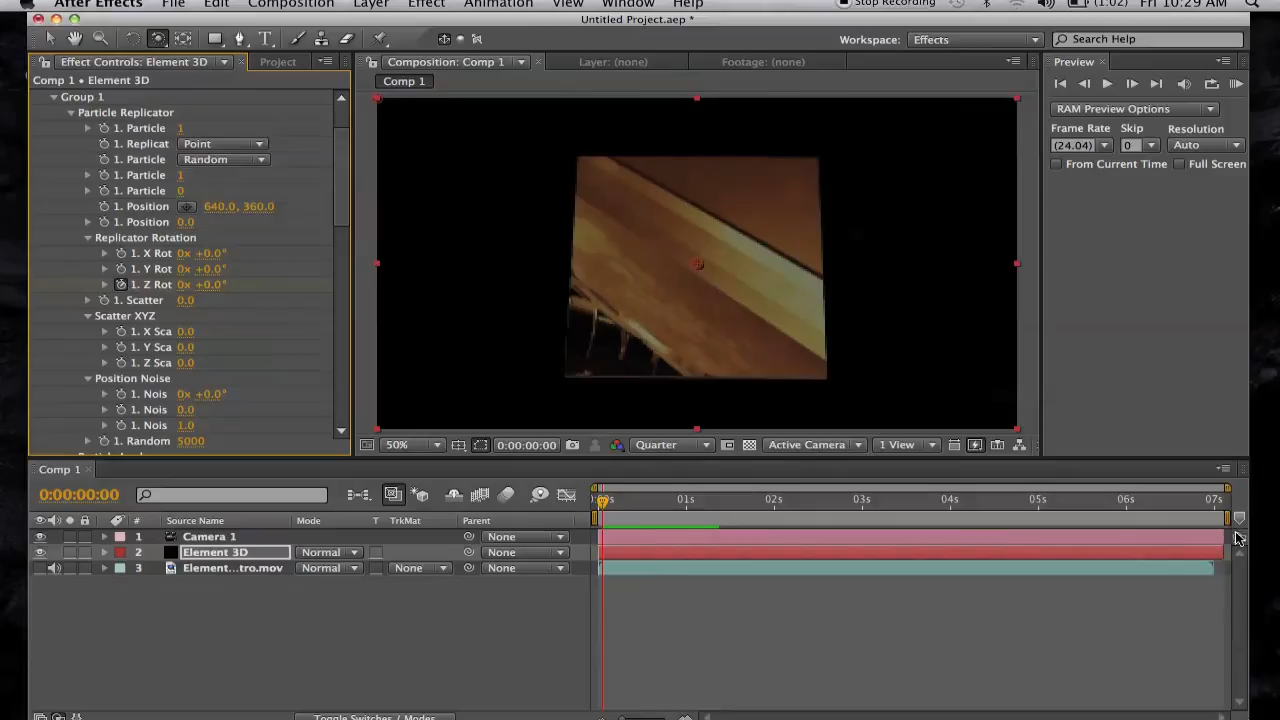 After Effects File Edit Composition Layer Effect Animation View Window Help Stop Recording (1:02) Fri 10:29 AM
Untitled Project.aep *
Workspace: Effects Search Help
Effect Controls: Element 3D Project Composition: Comp 1 Layer: (none) Footage: (none) Preview
Comp 1 • Element 3D Comp 1
Group 1
Particle Replicator
1. Particle 1
1. Replicat Point
1. Particle Random
1. Particle 1
1. Particle 0
1. Position 640.0, 360.0
1. Position 0.0
Replicator Rotation
1. X Rot 0x +0.0°
1. Y Rot 0x +0.0°
1. Z Rot 0x +0.0°
1. Scatter 0.0
Scatter XYZ
1. X Sca 0.0
1. Y Sca 0.0
1. Z Sca 0.0
Position Noise
1. Nois 0x +0.0°
1. Nois 0.0
1. Nois 1.0
1. Random 5000
RAM Preview Options
Frame Rate Skip Resolution
(24.04) 0 Auto
From Current Time Full Screen
50% 0:00:00:00 Quarter Active Camera 1 View
Comp 1
0:00:00:00 01s 02s 03s 04s 05s 06s 07s
# Source Name Mode T TrkMat Parent
1 Camera 1 None
2 Element 3D Normal None
3 Element...tro.mov Normal None None
Toggle Switches / Modes